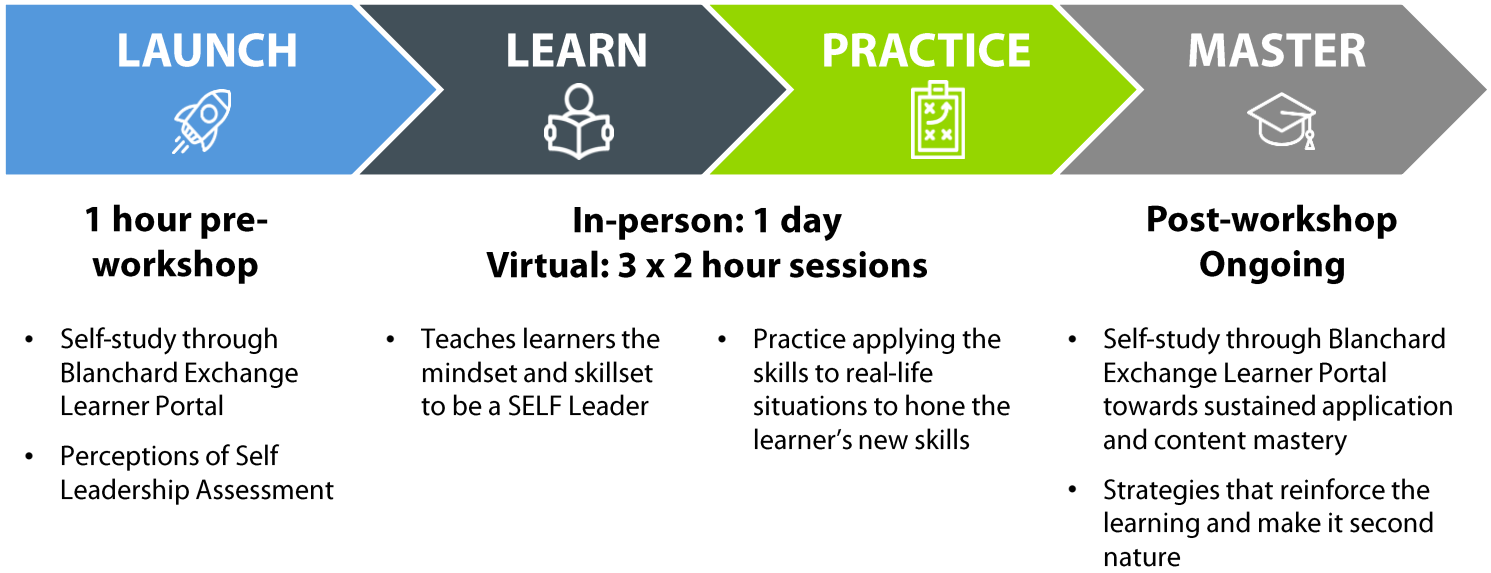 LAUNCH
LEARN
PRACTICE
MASTER
1 hour pre-
workshop
In-person: 1 day
Virtual: 3 x 2 hour sessions
Post-workshop
Ongoing
• Self-study through
Blanchard Exchange
Learner Portal
• Perceptions of Self
Leadership Assessment
• Teaches learners the
mindset and skillset
to be a SELF Leader
• Practice applying the
skills to real-life
situations to hone the
learner’s new skills
• Self-study through Blanchard
Exchange Learner Portal
towards sustained application
and content mastery
• Strategies that reinforce the
learning and make it second
nature